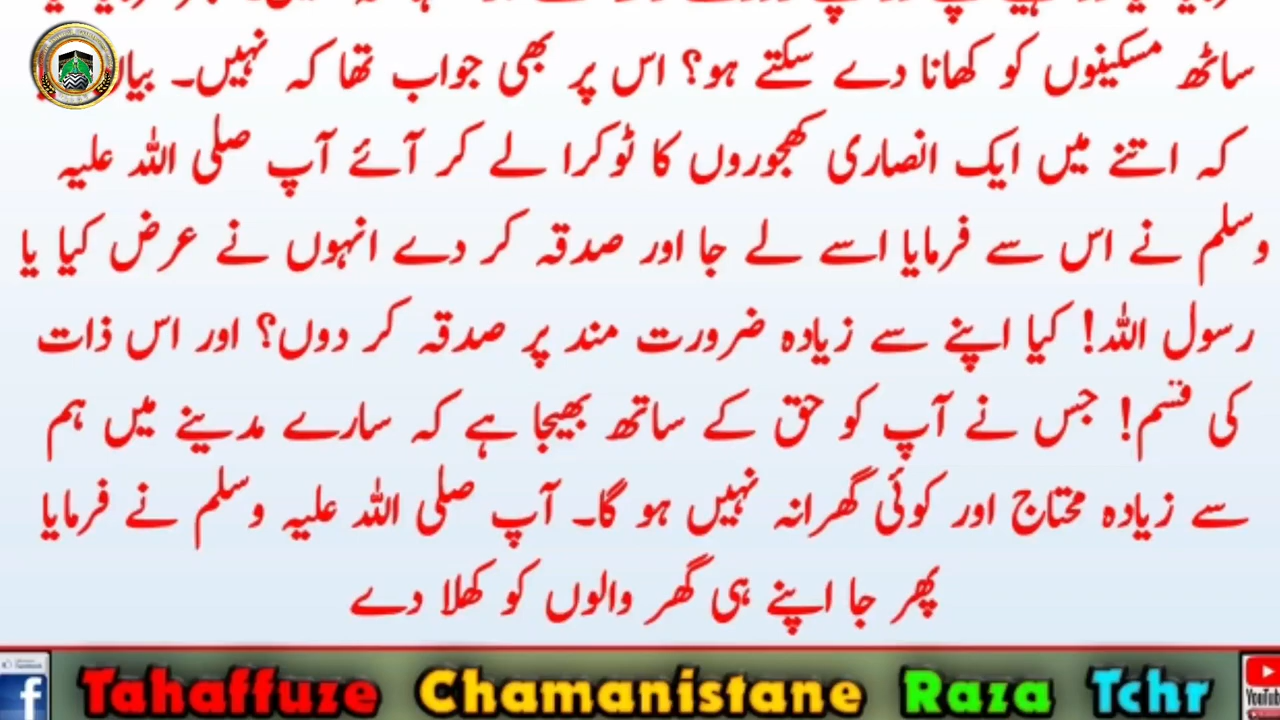 ساٹھ مسکینوں کو کھانا دے سکتے ہو؟ اس پر بھی جواب تھا کہ نہیں۔
کہ اتنے میں ایک انصاری کھجوروں کا ٹوکرا لے کر آئے آپ صلی اللہ علیہ
وسلم نے اس سے فرمایا اسے لے جا اور صدقہ کر دے انہوں نے عرض کیا یا
رسول اللہ! کیا اپنے سے زیادہ ضرورت مند پر صدقہ کر دوں؟ اور اس ذات
کی قسم! جس نے آپ کو حق کے ساتھ بھیجا ہے کہ سارے مدینے میں ہم
سے زیادہ محتاج اور کوئی گھرانہ نہیں ہو گا۔ آپ صلی اللہ علیہ وسلم نے فرمایا
پھر جا اپنے ہی گھر والوں کو کھلا دے
Tahaffuze Chamanistane Raza Tchr